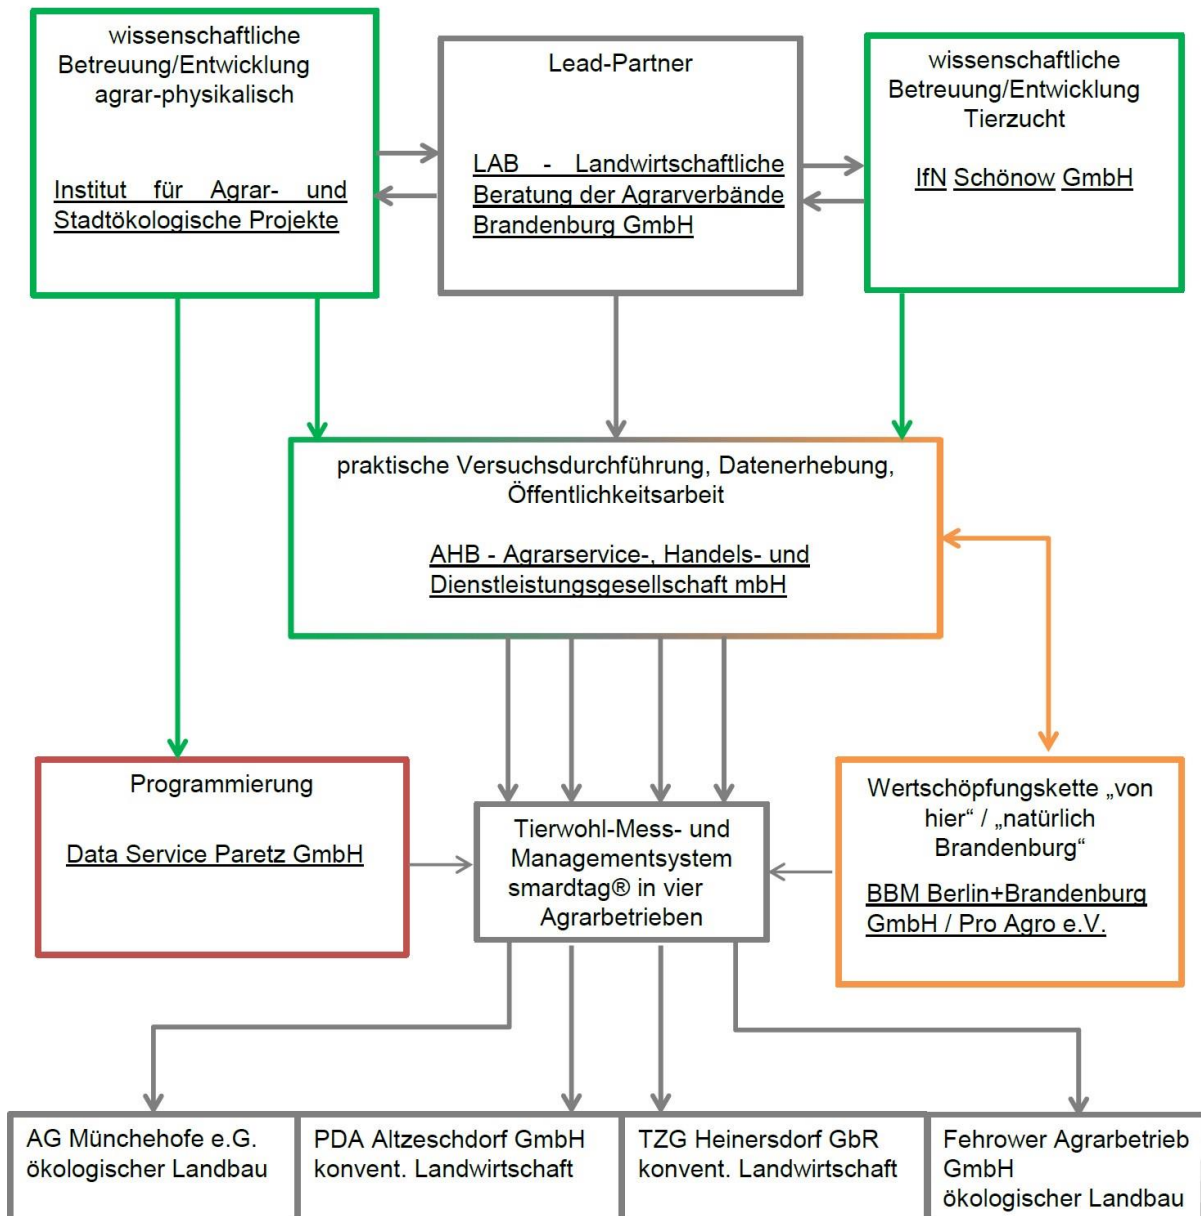 wissenschaftliche
Betreuung/Entwicklung
agrar-physikalisch
Institut für Agrar- und
Stadtökologische Projekte
Lead-Partner
LAB - Landwirtschaftliche
Beratung der Agrarverbände
Brandenburg GmbH
wissenschaftliche
Betreuung/Entwicklung
Tierzucht
IfN Schönow GmbH
praktische Versuchsdurchführung, Datenerhebung,
Öffentlichkeitsarbeit
AHB - Agrarservice-, Handels- und
Dienstleistungsgesellschaft mbH
Programmierung
Data Service Paretz GmbH
Tierwohl-Mess- und
Managementsystem
smardtag® in vier
Agrarbetrieben
Wertschöpfungskette „von
hier“ / „natürlich
Brandenburg“
BBM Berlin+Brandenburg
GmbH / Pro Agro e.V.
AG Münchehofe e.G.
ökologischer Landbau
PDA Altzeschdorf GmbH
konvent. Landwirtschaft
TZG Heinersdorf GbR
konvent. Landwirtschaft
Fehrower Agrarbetrieb
GmbH
ökologischer Landbau